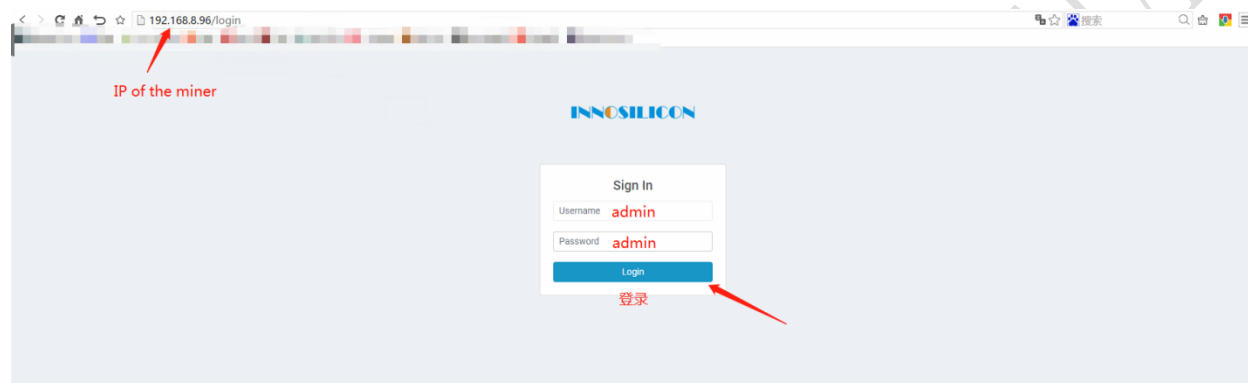 192.168.8.96/login
搜索
IP of the miner
INNOSILICON
Sign In
Username admin
Password admin
Login
登录